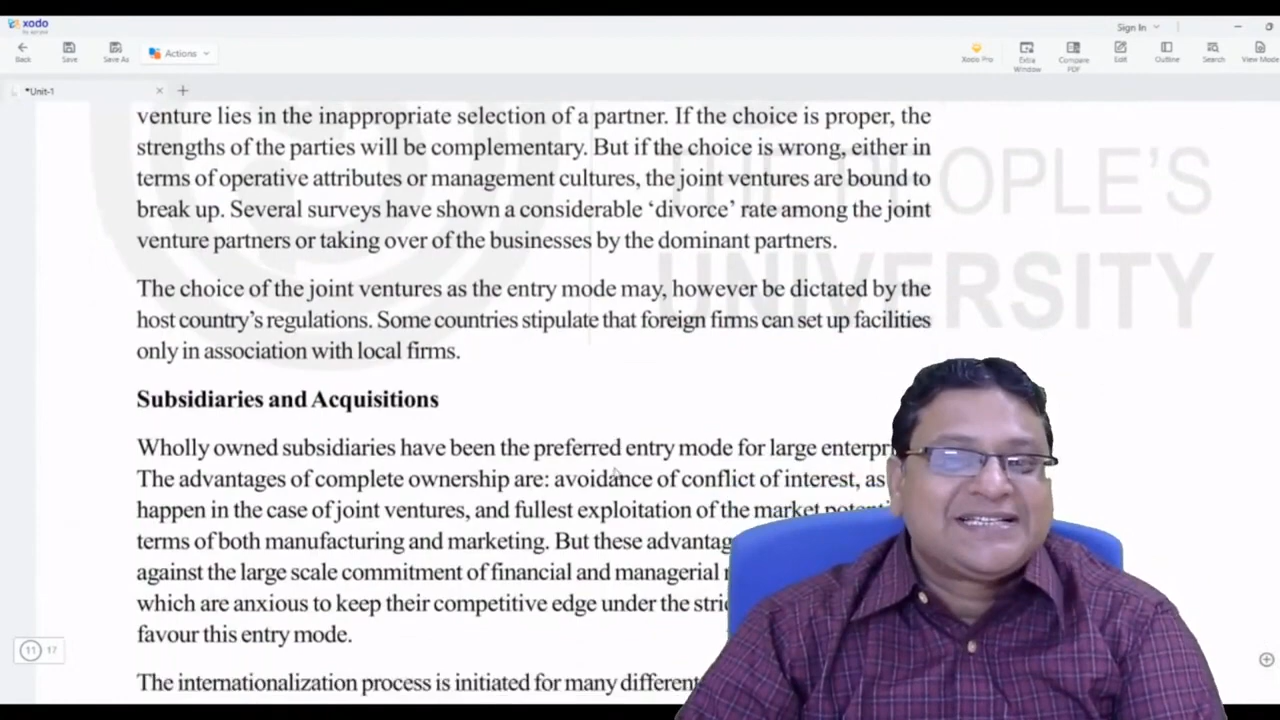 xodo
Sign In
Back
Save
Save As
Actions
Xodo Pro
Extra Window
Compare PDF
Edit
Outline
Search
View Mode
*Unit-1
PEOPLE'S
UNIVERSITY
venture lies in the inappropriate selection of a partner. If the choice is proper, the
strengths of the parties will be complementary. But if the choice is wrong, either in
terms of operative attributes or management cultures, the joint ventures are bound to
break up. Several surveys have shown a considerable ‘divorce’ rate among the joint
venture partners or taking over of the businesses by the dominant partners.
The choice of the joint ventures as the entry mode may, however be dictated by the
host country’s regulations. Some countries stipulate that foreign firms can set up facilities
only in association with local firms.
Subsidiaries and Acquisitions
Wholly owned subsidiaries have been the preferred entry mode for large
The advantages of complete ownership are: avoidance of conflict of interest, as
happen in the case of joint ventures, and fullest exploitation of the market
terms of both manufacturing and marketing. But these
against the large scale commitment of financial and managerial
which are anxious to keep their competitive edge under the
favour this entry mode.
11 17
The internationalization process is initiated for many